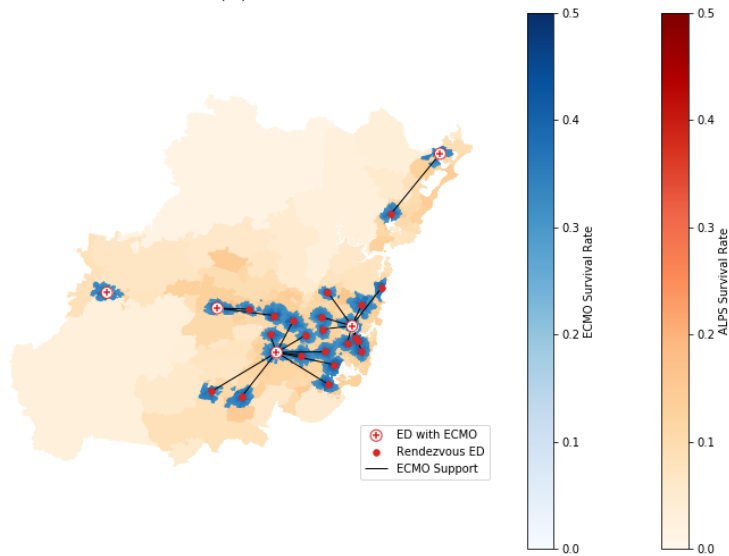 0.5
0.4
0.3
0.2
0.1
0.0
ECMO Survival Rate
0.5
0.4
0.3
0.2
0.1
0.0
ALPS Survival Rate
ED with ECMO
Rendezvous ED
ECMO Support